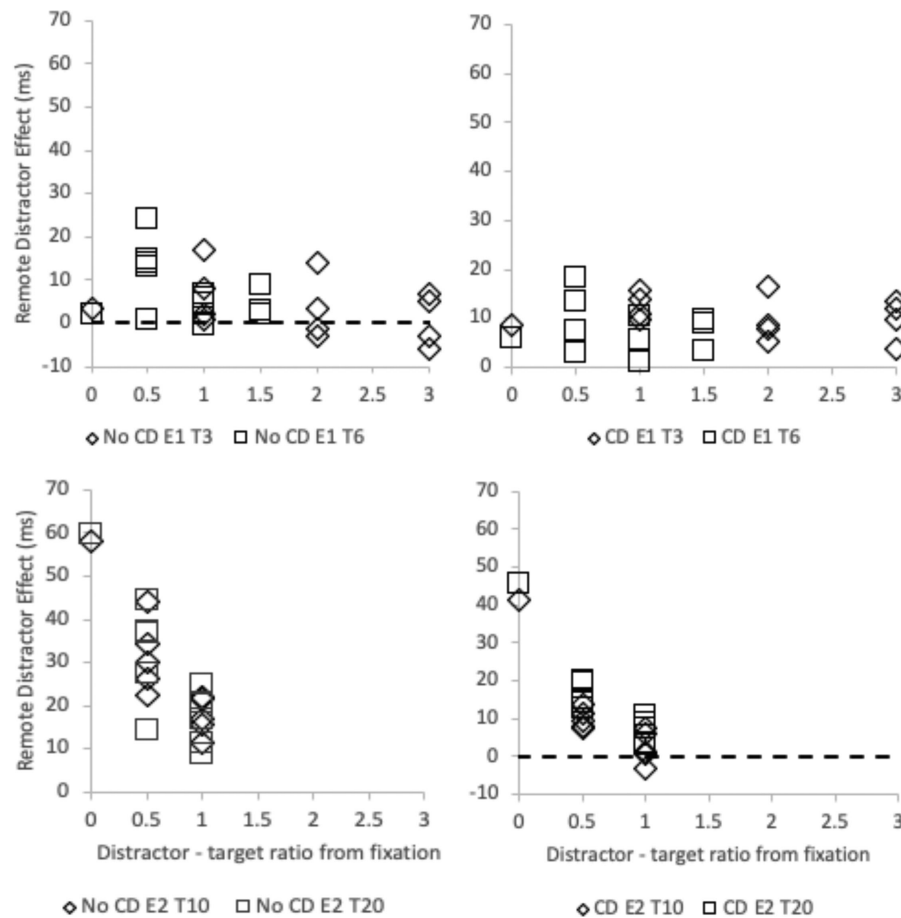 70
60
50
40
30
20
10
0
-10
Remote Distractor Effect (ms)
0 0.5 1 1.5 2 2.5 3
No CD E1 T3 No CD E1 T6
70
60
50
40
30
20
10
0
0 0.5 1 1.5 2 2.5 3
CD E1 T3 CD E1 T6
70
60
50
40
30
20
10
0
Remote Distractor Effect (ms)
0 0.5 1 1.5 2 2.5 3
Distractor - target ratio from fixation
No CD E2 T10 No CD E2 T20
70
60
50
40
30
20
10
0
-10
0 0.5 1 1.5 2 2.5 3
Distractor - target ratio from fixation
CD E2 T10 CD E2 T20